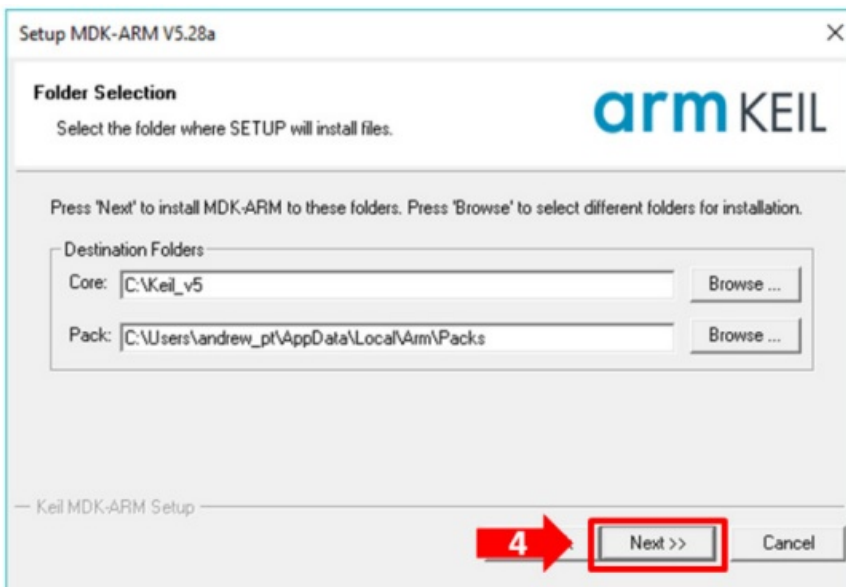 Setup MDK-ARM V5.28a
Folder Selection
Select the folder where SETUP will install files.
arm KEIL
Press 'Next' to install MDK-ARM to these folders. Press 'Browse' to select different folders for installation.
Destination Folders
Core: C:\Keil_v5 Browse ...
Pack: C:\Users\andrew_pt\AppData\Local\Arm\Packs Browse ...
Keil MDK-ARM Setup
4 Next >> Cancel